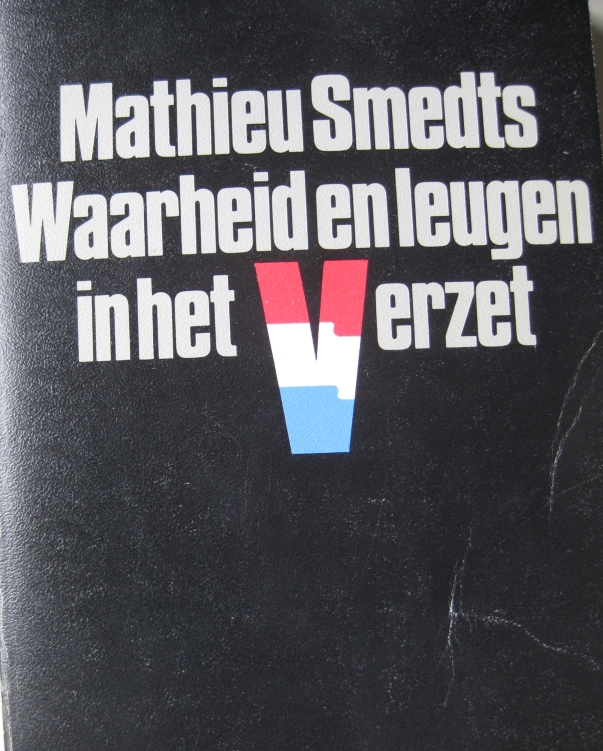 Mathieu Smedts
Waarheid en leugen
in het Verzet